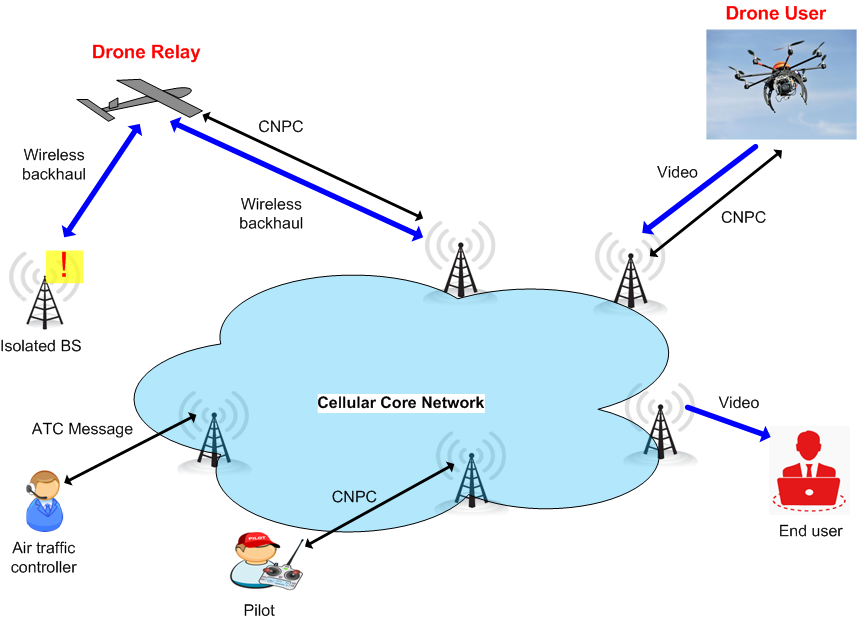 Drone User
Drone Relay
CNPC
Wireless
backhaul
Video
Wireless
backhaul
CNPC
!
Isolated BS
Cellular Core Network
Video
ATC Message
CNPC
End user
Air traffic
controller
PILOT
Pilot